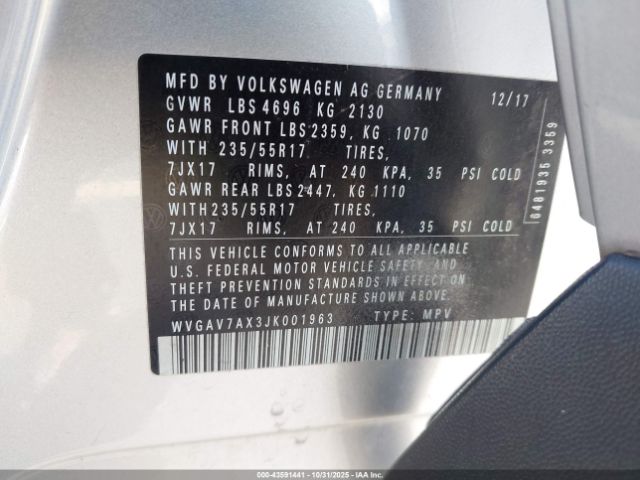 MFD BY VOLKSWAGEN AG GERMANY 12/17
GVWR LBS 4696 KG 2130
GAWR FRONT LBS 2359, KG 1070
WITH 235/55R17 TIRES,
7JX17 RIMS, AT 240 KPA, 35 PSI COLD
GAWR REAR LBS 2447, KG 1110
WITH 235/55R17 TIRES,
7JX17 RIMS, AT 240 KPA, 35 PSI COLD
THIS VEHICLE CONFORMS TO ALL APPLICABLE
U.S. FEDERAL MOTOR VEHICLE SAFETY, AND
THEFT PREVENTION STANDARDS IN EFFECT ON
THE DATE OF MANUFACTURE SHOWN ABOVE.
WVGAV7AX3JK001963 TYPE: MPV
6481935 3359
000-43591441 - 10/31/2025 - IAA Inc.